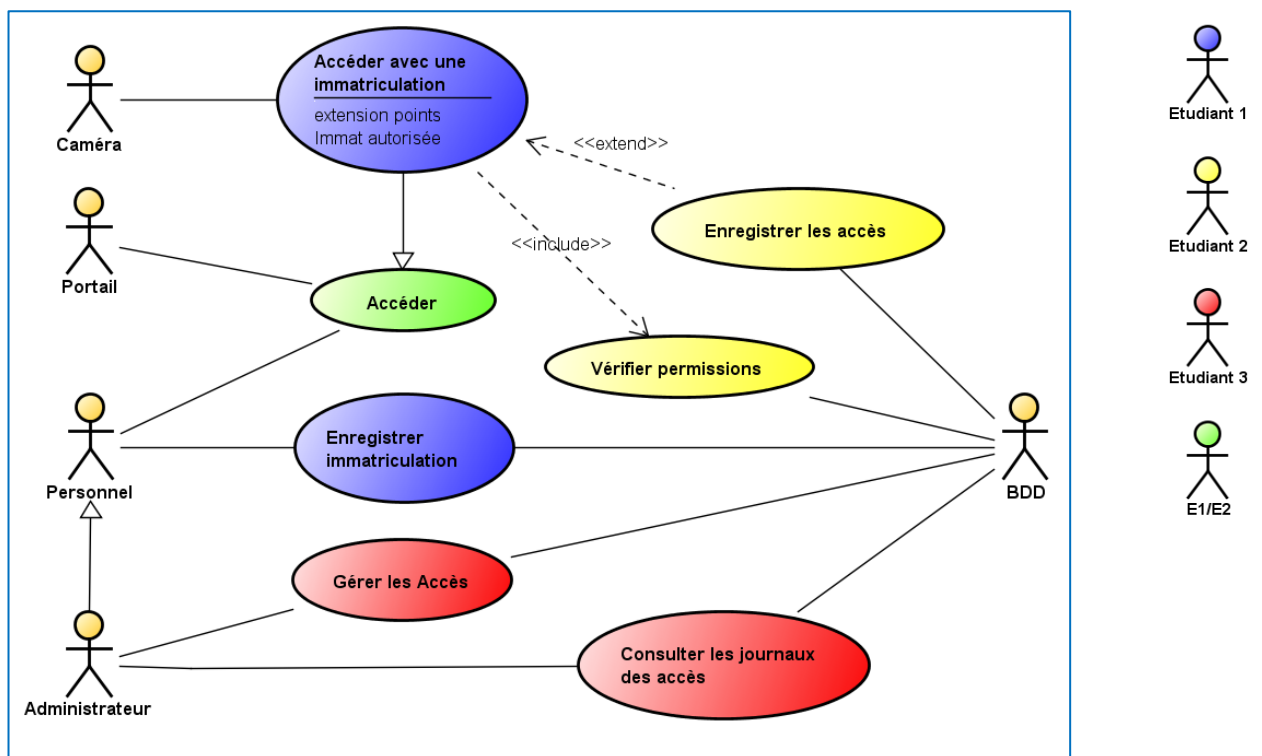 Accéder avec une
immatriculation
extension points
Immat autorisée
Caméra
<<extend>>
Enregistrer les accès
<<include>>
Portail
Accéder
Vérifier permissions
Enregistrer
immatriculation
Personnel
BDD
Gérer les Accès
Consulter les journaux
des accès
Administrateur
Etudiant 1
Etudiant 2
Etudiant 3
E1/E2